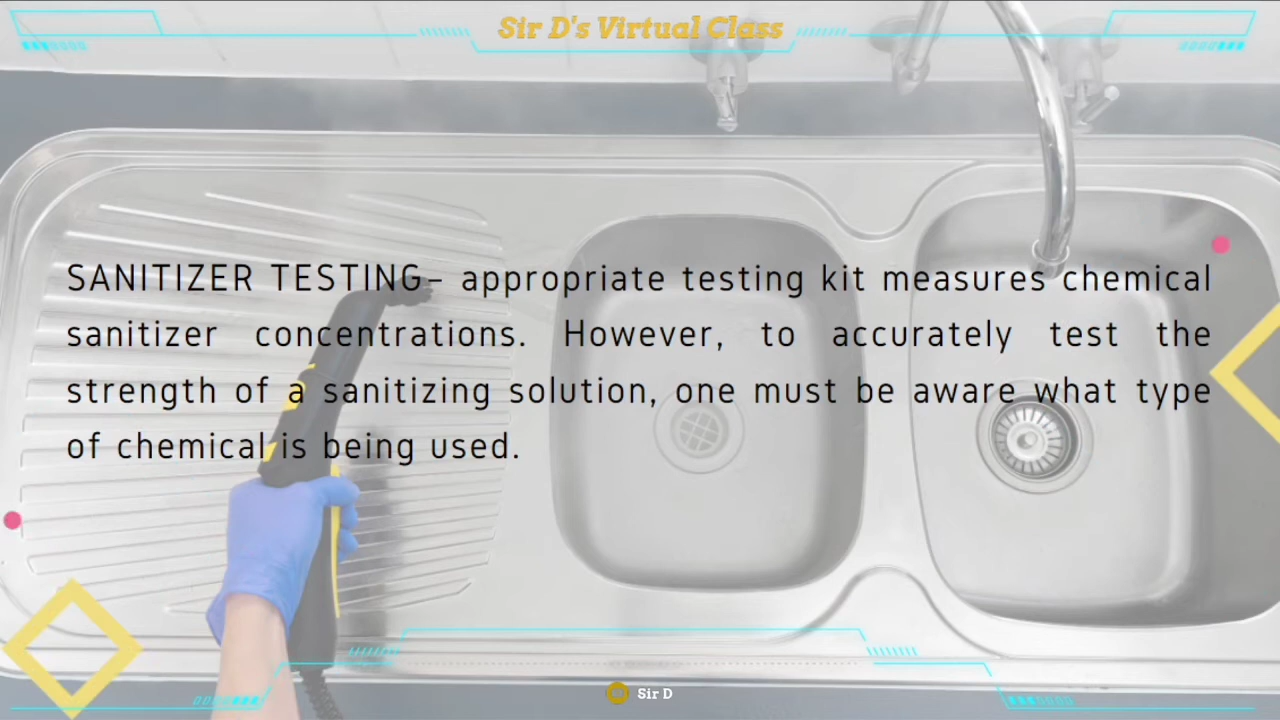 Sir D's Virtual Class
SANITIZER TESTING– appropriate testing kit measures chemical
sanitizer concentrations. However, to accurately test the
strength of a sanitizing solution, one must be aware what type
of chemical is being used.
Sir D